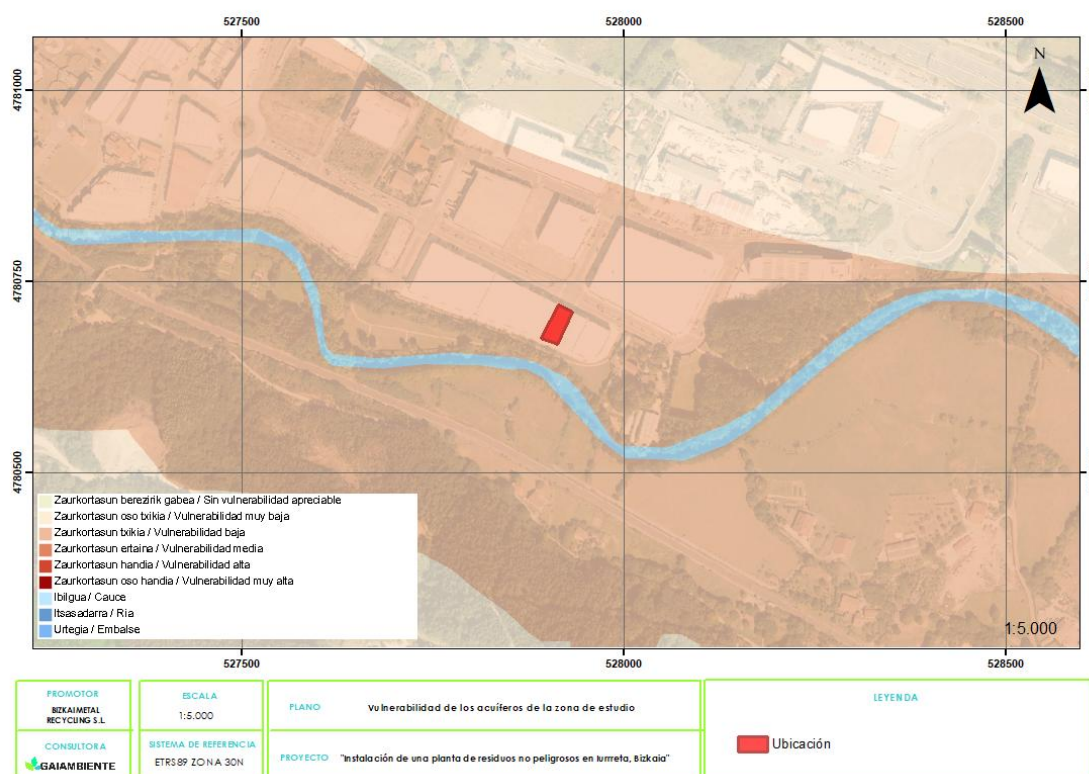 527500 528000 528500
N
4781000 4781000
4780750 4780750
4780500 4780500
Zaurkortasun berezirik gabea / Sin vulnerabilidad apreciable
Zaurkortasun oso txikia / Vulnerabilidad muy baja
Zaurkortasun txikia / Vulnerabilidad baja
Zaurkortasun ertaina / Vulnerabilidad media
Zaurkortasun handia / Vulnerabilidad alta
Zaurkortasun oso handia / Vulnerabilidad muy alta
Ibilgua / Cauce
Itsasadarra / Ria
Urtegia / Embalse
1:5.000
527500 528000 528500
PROMOTOR
BIZKAIMETAL
RECYCLING S.L.
ESCALA
1:5.000
PLANO
Vulnerabilidad de los acuíferos de la zona de estudio
LEYENDA
Ubicación
CONSULTORA
GAIAMBIENTE
SISTEMA DE REFERENCIA
ETRS89 ZONA 30N
PROYECTO
"Instalación de una planta de residuos no peligrosos en Iurrreta, Bizkaia"